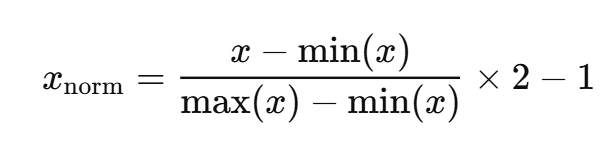 x_norm = (x − min(x)) / (max(x) − min(x)) × 2 − 1